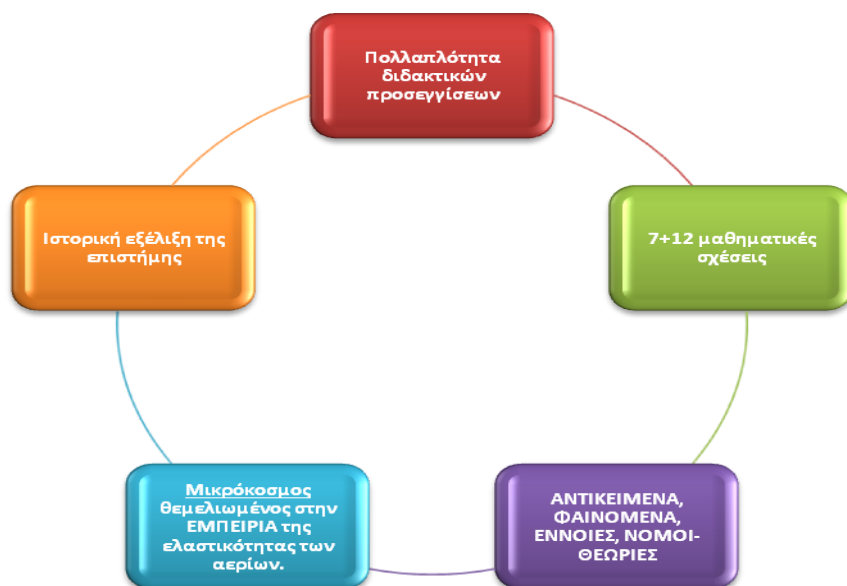 Πολλαπλότητα
διδακτικών
προσεγγίσεων
7+12 μαθηματικές
σχέσεις
ΑΝΤΙΚΕΙΜΕΝΑ,
ΦΑΙΝΟΜΕΝΑ,
ΕΝΝΟΙΕΣ, ΝΟΜΟΙ-
ΘΕΩΡΙΕΣ
Μικρόκοσμος
θεμελιωμένος στην
ΕΜΠΕΙΡΙΑ της
ελαστικότητας των
αερίων.
Ιστορική εξέλιξη της
επιστήμης